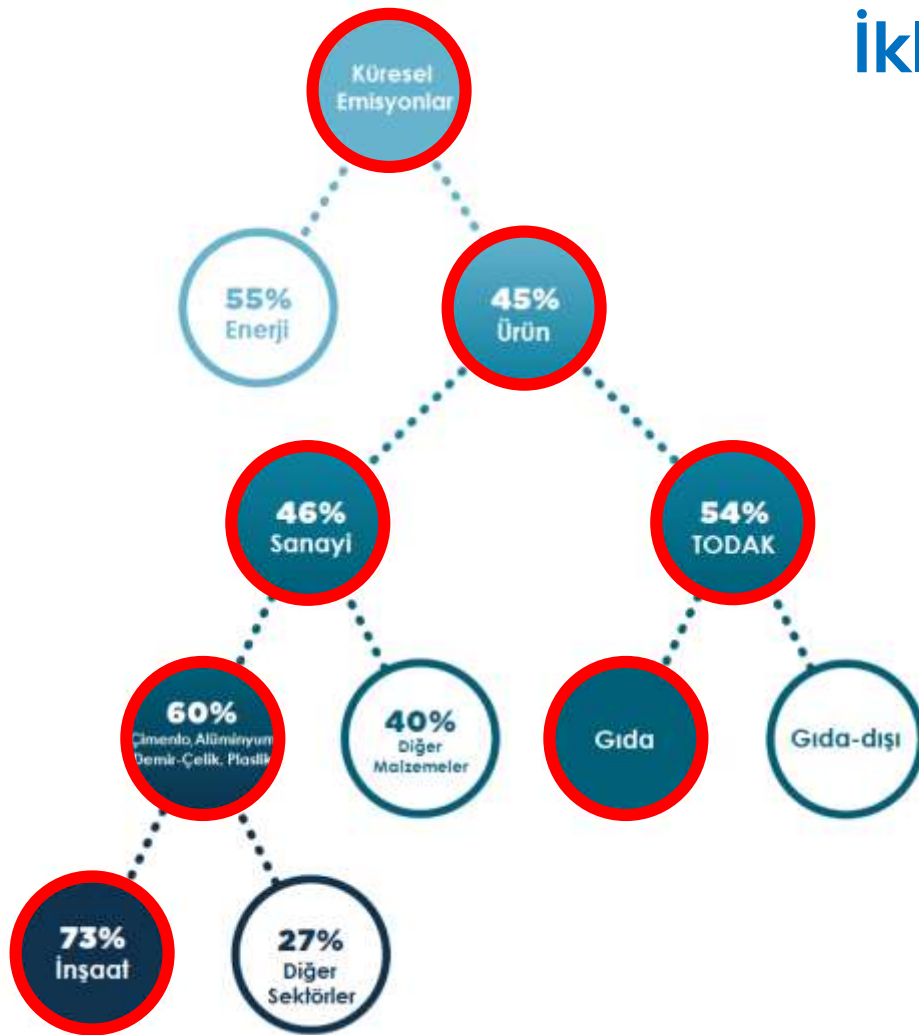 İkl
Küresel
Emisyonlar
55%
Enerji
45%
Ürün
46%
Sanayi
54%
TODAK
60%
Çimento, Alüminyum
Demir-Çelik, Plastik
40%
Diğer
Malzemeler
Gıda
Gıda-dışı
73%
İnşaat
27%
Diğer
Sektörler